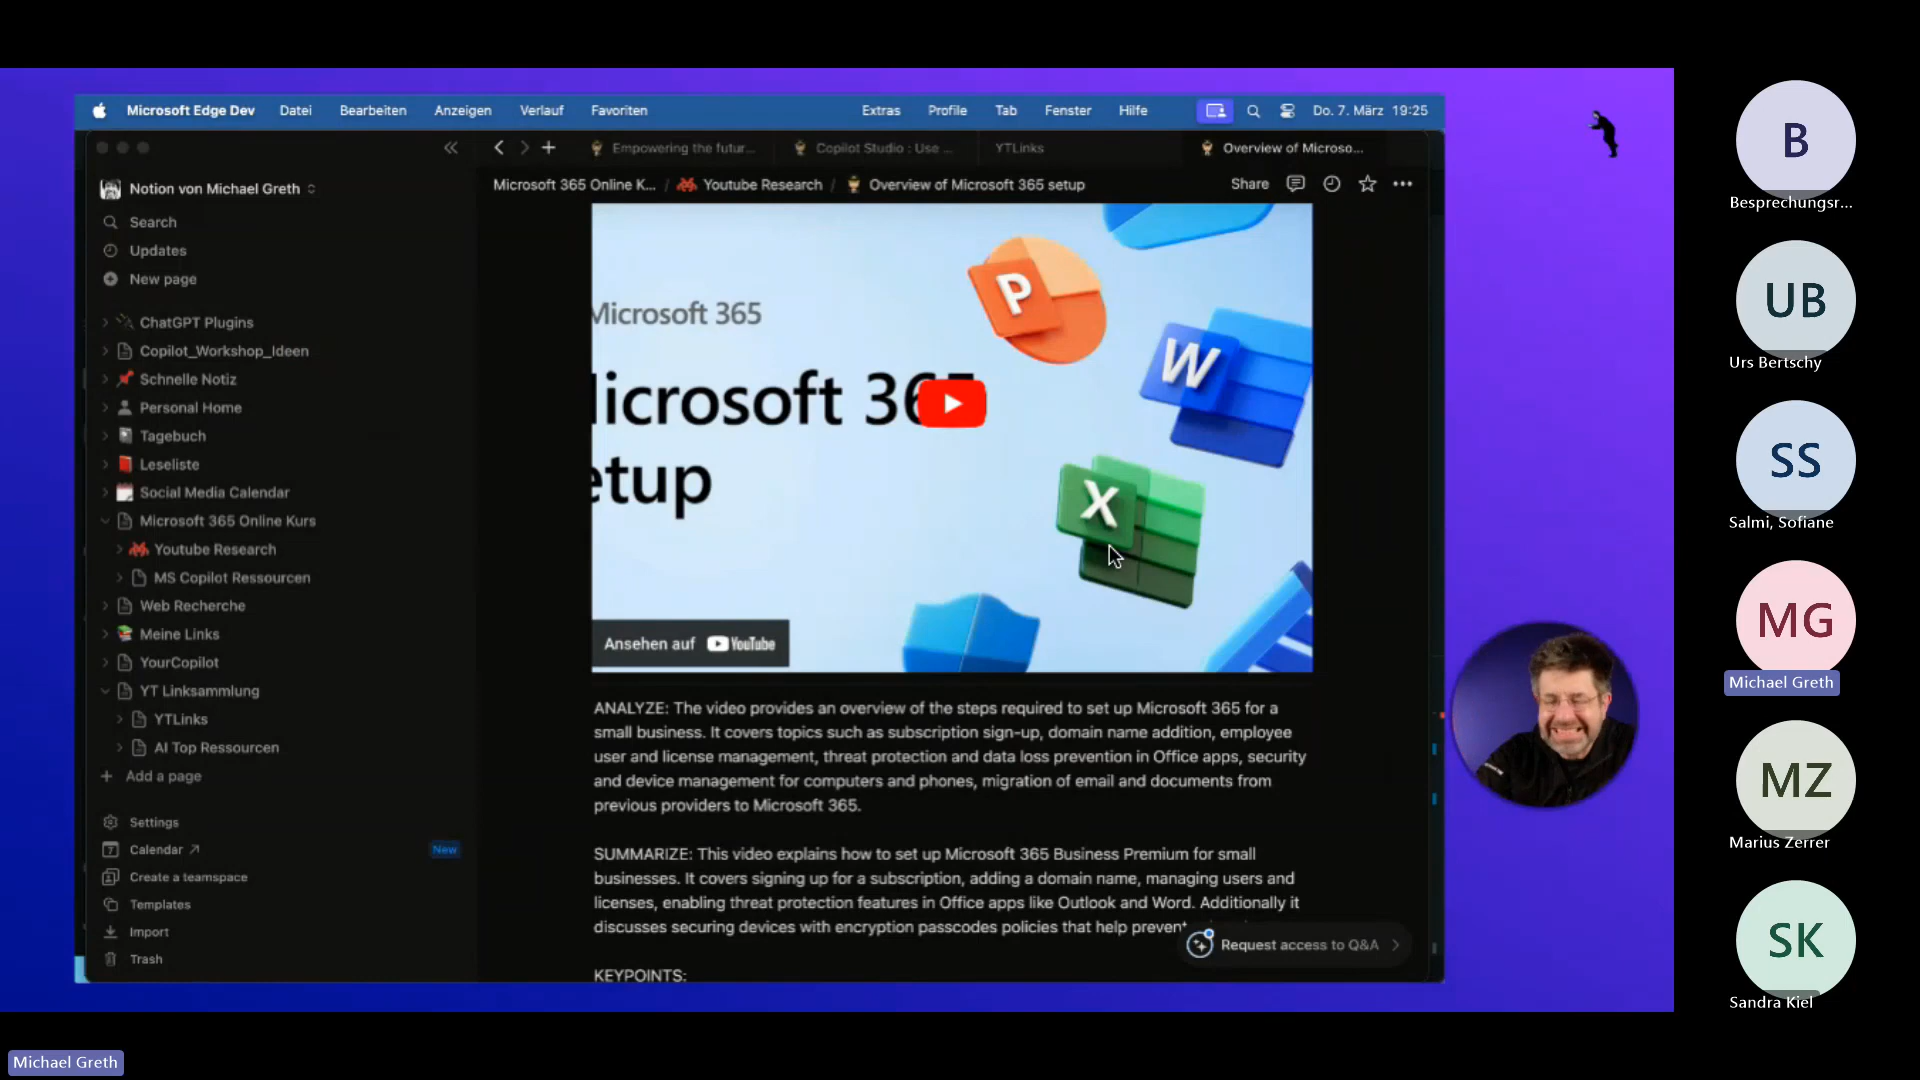 Microsoft Edge Dev Datei Bearbeiten Anzeigen Verlauf Favoriten Extras Profile Tab Fenster Hilfe Do. 7. März 19:25
Empowering the futur... Copilot Studio : Use ... YTLinks Overview of Microso...
Notion von Michael Greth
Microsoft 365 Online K... / Youtube Research / Overview of Microsoft 365 setup Share
Search
Updates
New page
ChatGPT Plugins
Copilot_Workshop_Ideen
Schnelle Notiz
Personal Home
Tagebuch
Leseliste
Social Media Calendar
Microsoft 365 Online Kurs
Youtube Research
MS Copilot Ressourcen
Web Recherche
Meine Links
YourCopilot
YT Linksammlung
YTLinks
AI Top Ressourcen
Add a page
Settings
Calendar ↗ New
Create a teamspace
Templates
Import
Trash
Microsoft 365
icrosoft 36
etup
P
W
X
Ansehen auf YouTube
ANALYZE: The video provides an overview of the steps required to set up Microsoft 365 for a
small business. It covers topics such as subscription sign-up, domain name addition, employee
user and license management, threat protection and data loss prevention in Office apps, security
and device management for computers and phones, migration of email and documents from
previous providers to Microsoft 365.
SUMMARIZE: This video explains how to set up Microsoft 365 Business Premium for small
businesses. It covers signing up for a subscription, adding a domain name, managing users and
licenses, enabling threat protection features in Office apps like Outlook and Word. Additionally it
discusses securing devices with encryption passcodes policies that help prevent
Request access to Q&A
KEYPOINTS:
B
Besprechungsr...
UB
Urs Bertschy
SS
Salmi, Sofiane
MG
Michael Greth
MZ
Marius Zerrer
SK
Sandra Kiel
Michael Greth